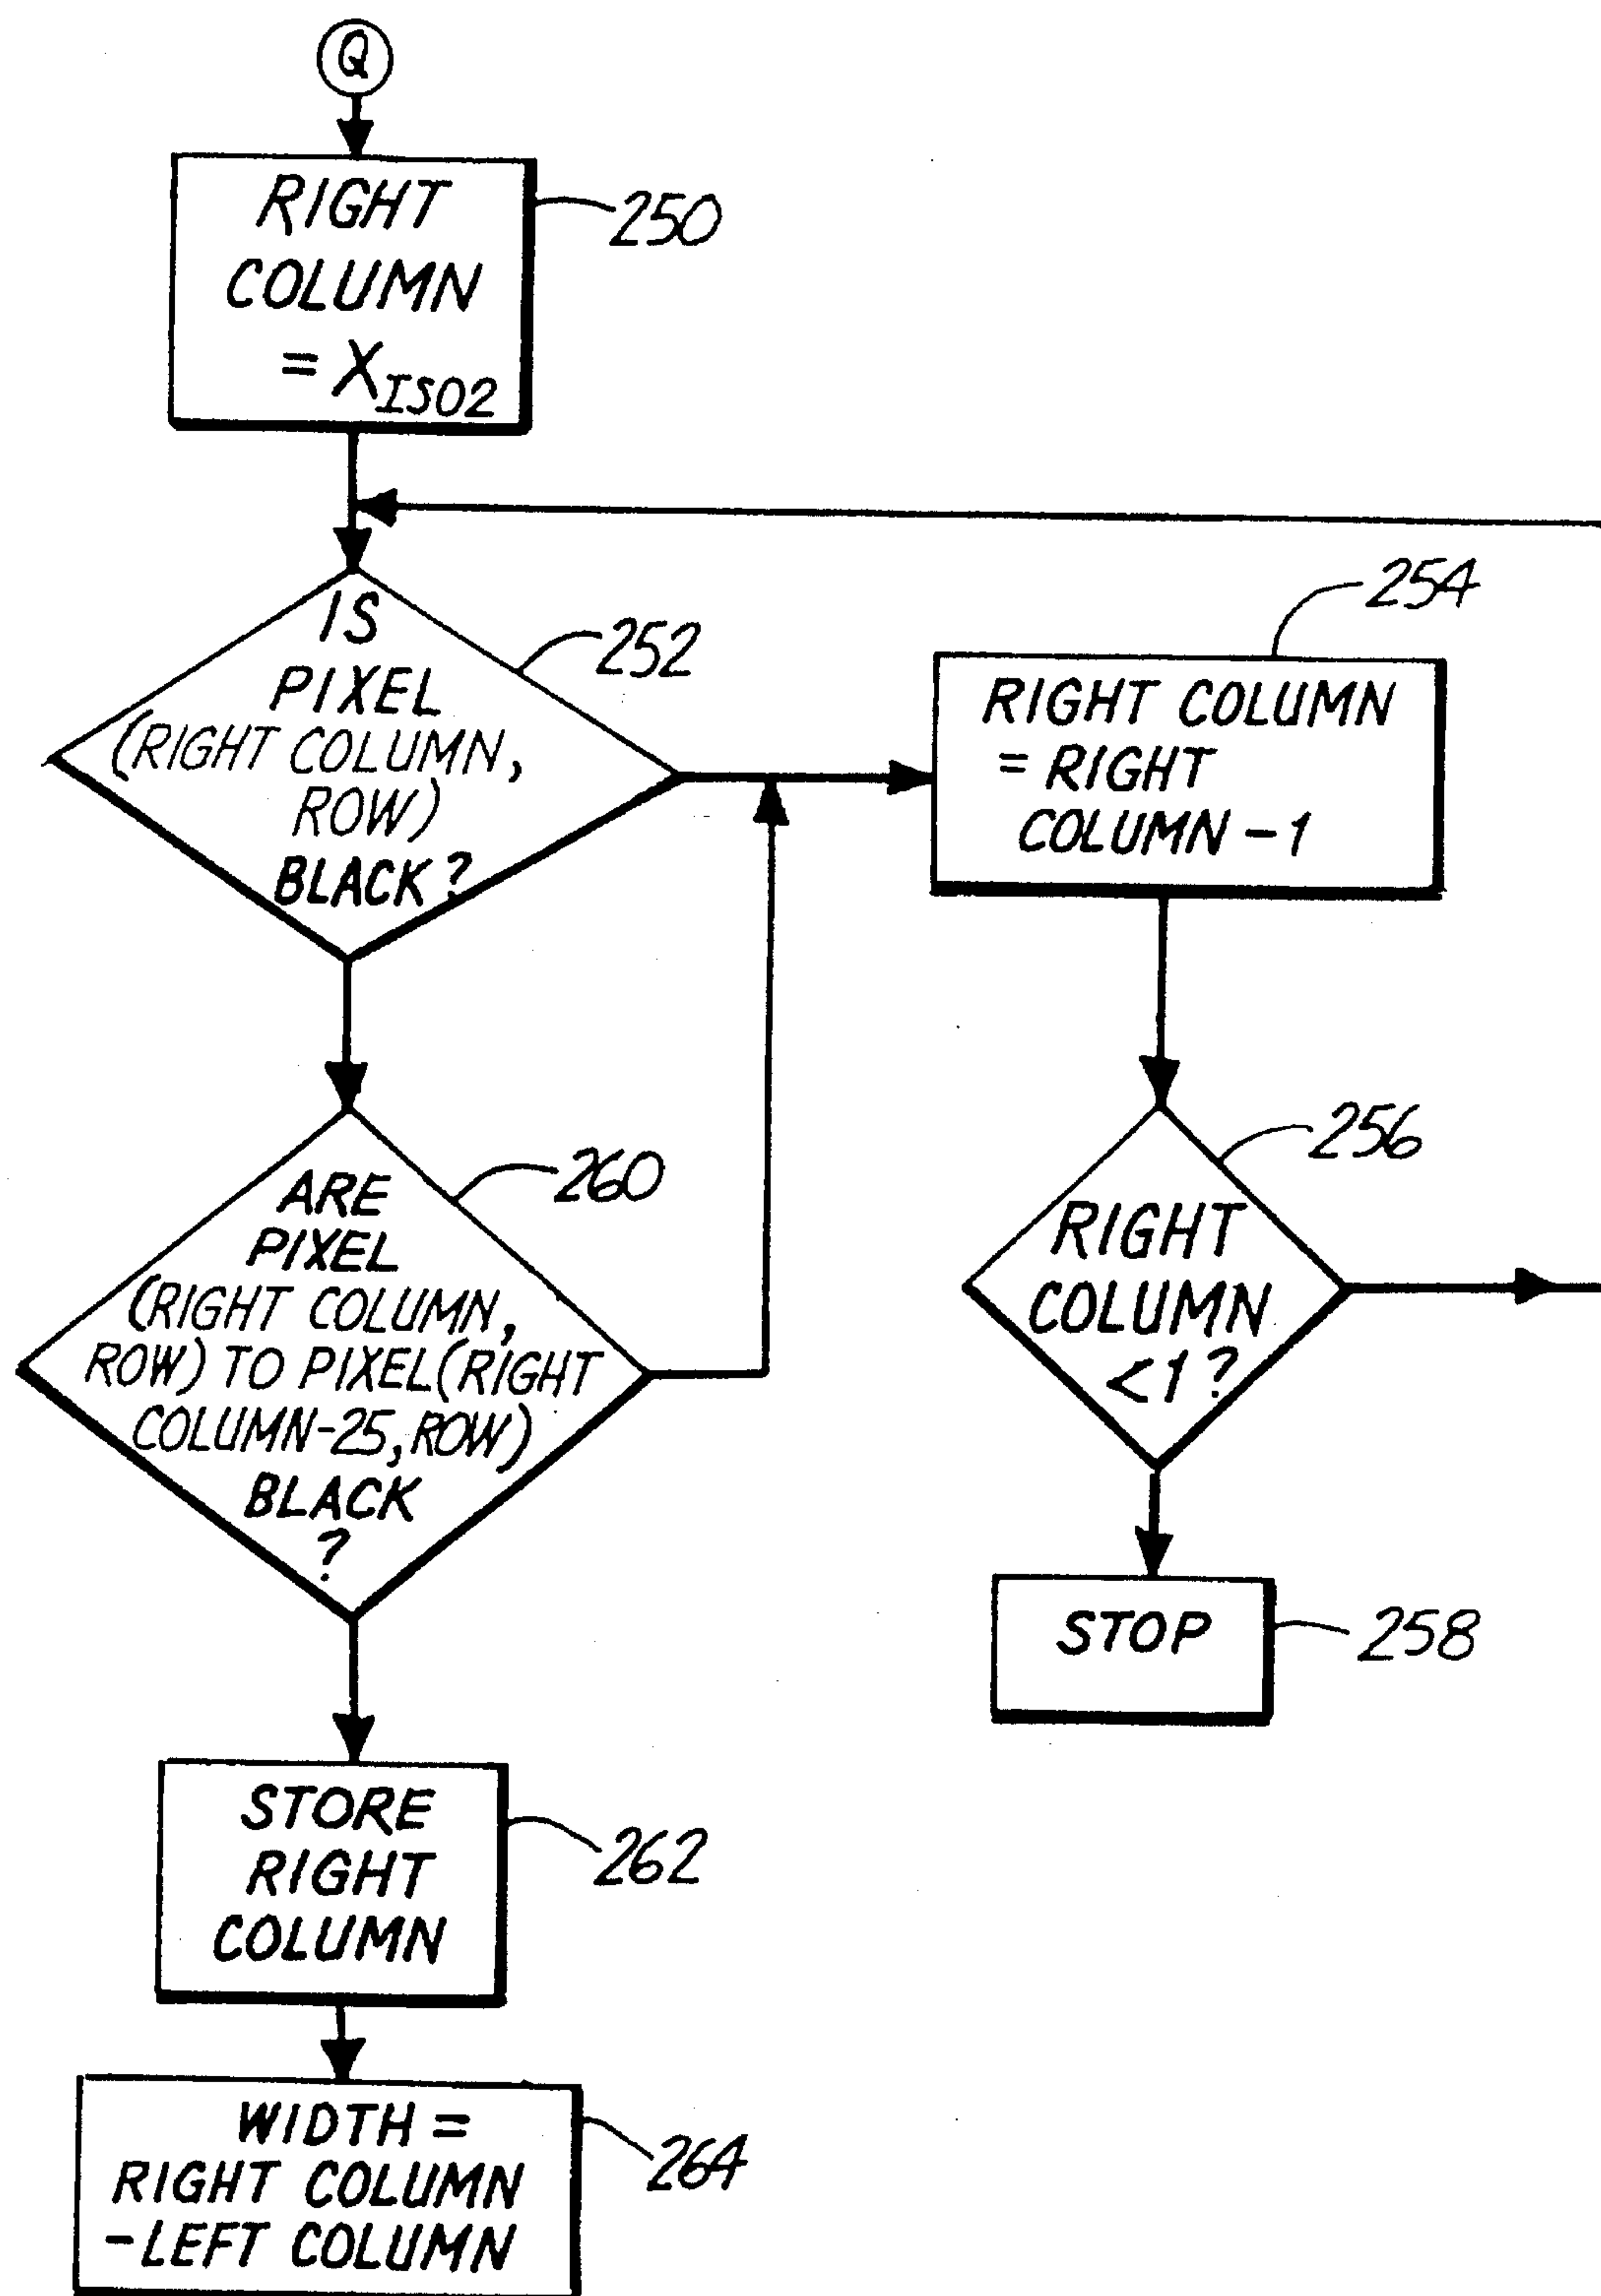 Q
RIGHT
COLUMN
= X_ISO2
250
IS
PIXEL
(RIGHT COLUMN,
ROW)
BLACK?
252
254
RIGHT COLUMN
= RIGHT
COLUMN -1
ARE
PIXEL
(RIGHT COLUMN,
ROW) TO PIXEL (RIGHT
COLUMN-25, ROW)
BLACK
?
260
256
RIGHT
COLUMN
<1?
STOP
258
STORE
RIGHT
COLUMN
262
WIDTH =
RIGHT COLUMN
-LEFT COLUMN
264